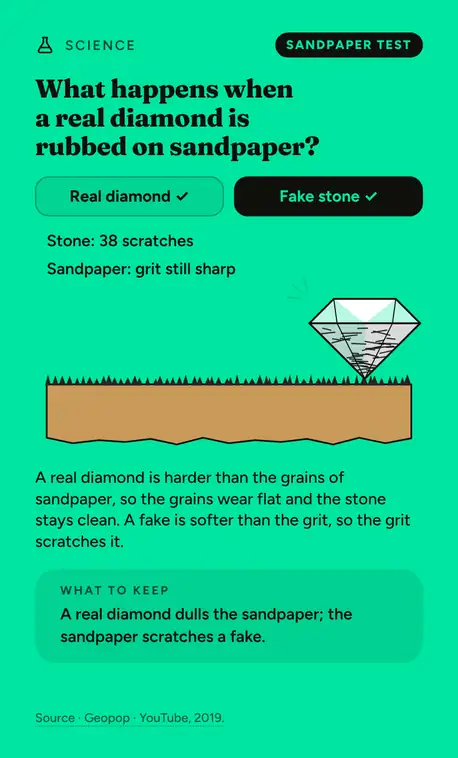 SCIENCE
SANDPAPER TEST
What happens when
a real diamond is
rubbed on sandpaper?
Real diamond ✓
Fake stone ✓
Stone: 38 scratches
Sandpaper: grit still sharp
A real diamond is harder than the grains of
sandpaper, so the grains wear flat and the stone
stays clean. A fake is softer than the grit, so the grit
scratches it.
WHAT TO KEEP
A real diamond dulls the sandpaper; the
sandpaper scratches a fake.
Source · Geopop · YouTube, 2019.